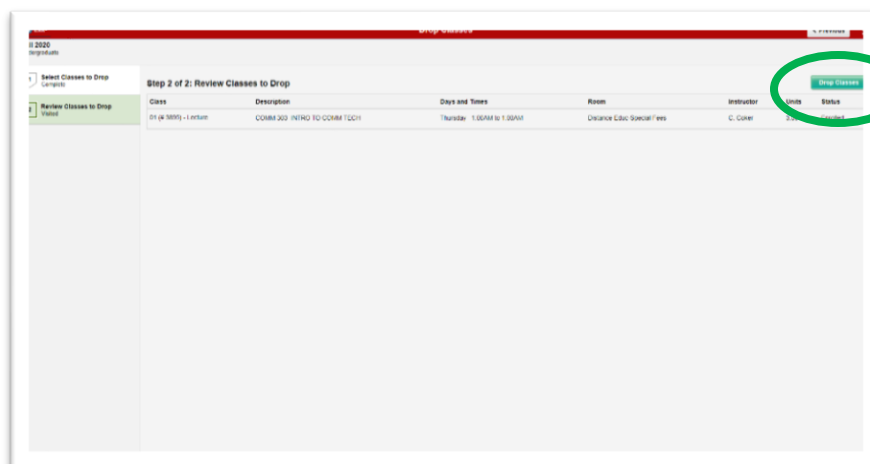 Drop Classes
Previous
2020
Select Classes to Drop
Complete
Step 2 of 2: Review Classes to Drop
Drop Classes
Review Classes to Drop
Visited
Class Description Days and Times Room Instructor Units Status
01 - Lecture COMM 303 INTRO TO COMM TECH Thursday 1:00AM to 1:00AM Distance Educ-Special Fees C. Coker Enrolled